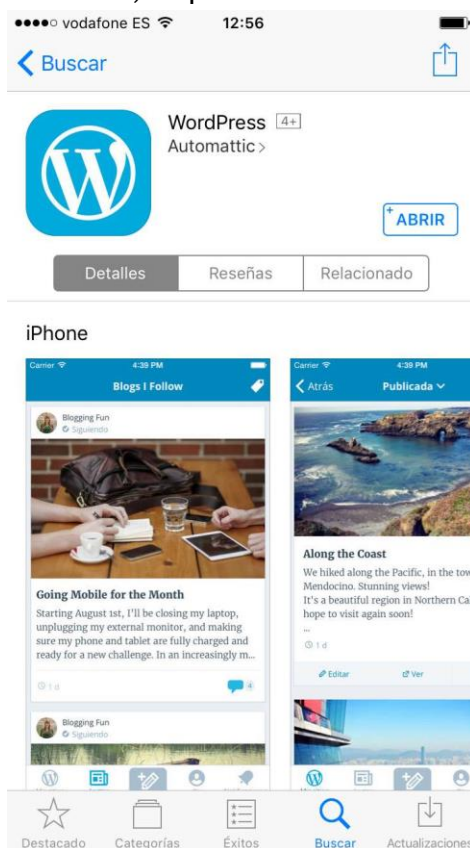 ●●●●○ vodafone ES 12:56
Buscar
WordPress 4+
Automattic >
+ ABRIR
Detalles Reseñas Relacionado
iPhone
Carrier 4:39 PM
Blogs I Follow
Blogging Fun
Siguiendo
Going Mobile for the Month
Starting August 1st, I'll be closing my laptop,
unplugging my external monitor, and making
sure my phone and tablet are fully charged and
ready for a new challenge. In an increasingly m...
1 d 4
Blogging Fun
Siguiendo
Carrier 4:39 PM
Atrás Publicada
Along the Coast
We hiked along the Pacific, in the tow
Mendocino. Stunning views!
It's a beautiful region in Northern Cal
hope to visit again soon!
...
1 d
Editar Ver
Destacado Categorías Éxitos Buscar Actualizaciones